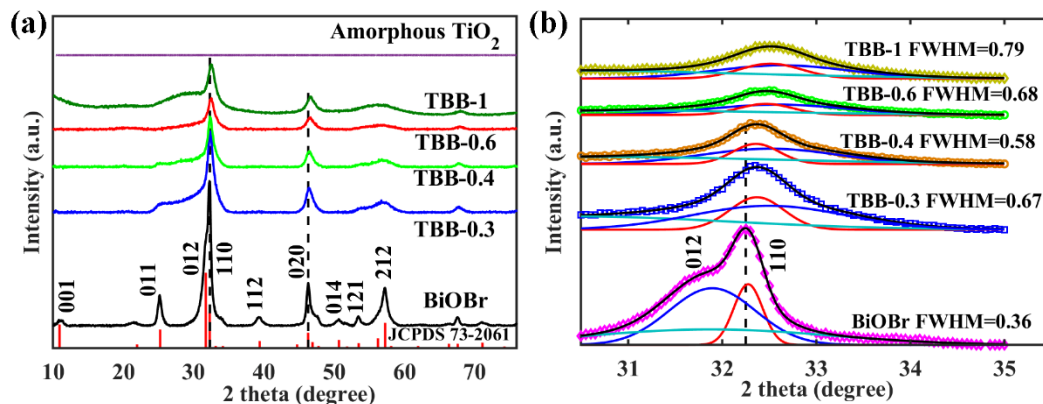 (a)
Amorphous TiO2
TBB-1
TBB-0.6
TBB-0.4
TBB-0.3
BiOBr
001
011
012
110
112
020
014
121
212
JCPDS 73-2061
Intensity (a.u.)
10 20 30 40 50 60 70
2 theta (degree)
(b)
TBB-1 FWHM=0.79
TBB-0.6 FWHM=0.68
TBB-0.4 FWHM=0.58
TBB-0.3 FWHM=0.67
012
110
BiOBr FWHM=0.36
Intensity (a.u.)
31 32 33 34 35
2 theta (degree)